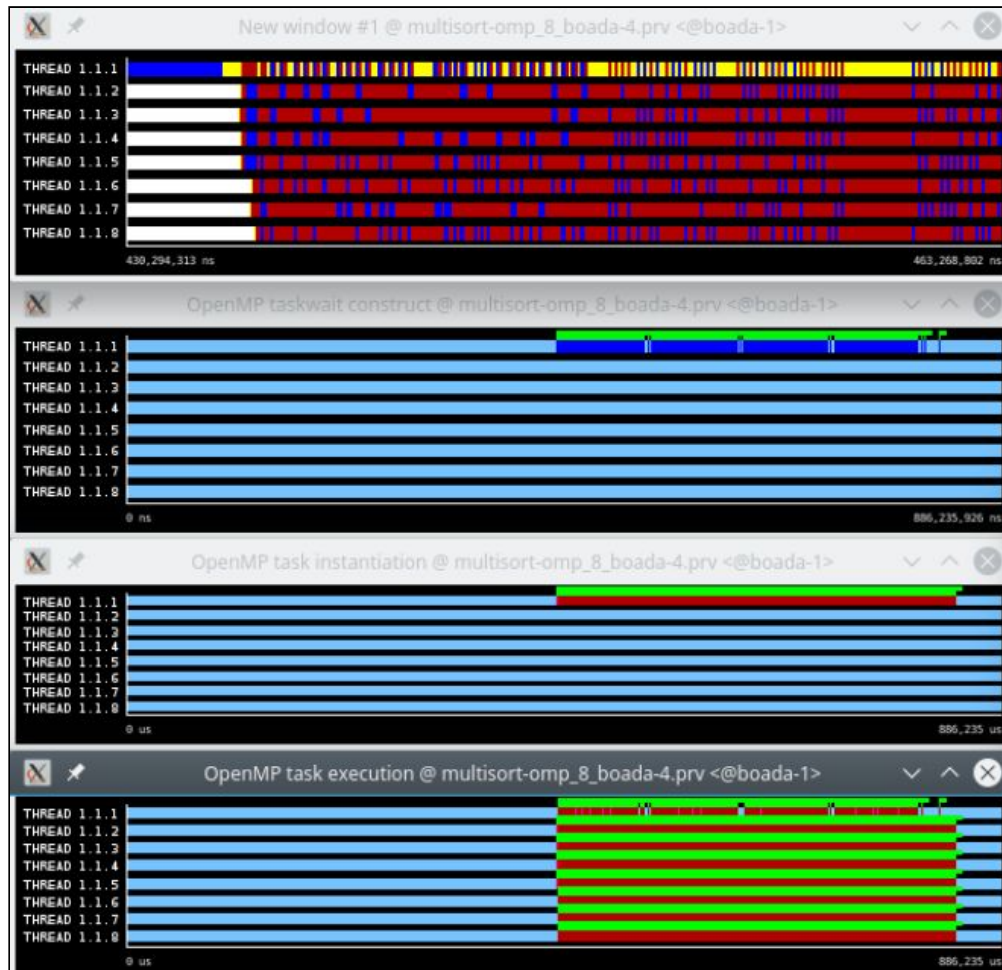 New window #1 @ multisort-omp_8_boada-4.prv <@boada-1>
THREAD 1.1.1
THREAD 1.1.2
THREAD 1.1.3
THREAD 1.1.4
THREAD 1.1.5
THREAD 1.1.6
THREAD 1.1.7
THREAD 1.1.8
430,294,313 ns 463,268,802 ns
OpenMP taskwait construct @ multisort-omp_8_boada-4.prv <@boada-1>
THREAD 1.1.1
THREAD 1.1.2
THREAD 1.1.3
THREAD 1.1.4
THREAD 1.1.5
THREAD 1.1.6
THREAD 1.1.7
THREAD 1.1.8
0 ns 886,235,926 ns
OpenMP task instantiation @ multisort-omp_8_boada-4.prv <@boada-1>
THREAD 1.1.1
THREAD 1.1.2
THREAD 1.1.3
THREAD 1.1.4
THREAD 1.1.5
THREAD 1.1.6
THREAD 1.1.7
THREAD 1.1.8
0 us 886,235 us
OpenMP task execution @ multisort-omp_8_boada-4.prv <@boada-1>
THREAD 1.1.1
THREAD 1.1.2
THREAD 1.1.3
THREAD 1.1.4
THREAD 1.1.5
THREAD 1.1.6
THREAD 1.1.7
THREAD 1.1.8
0 us 886,235 us